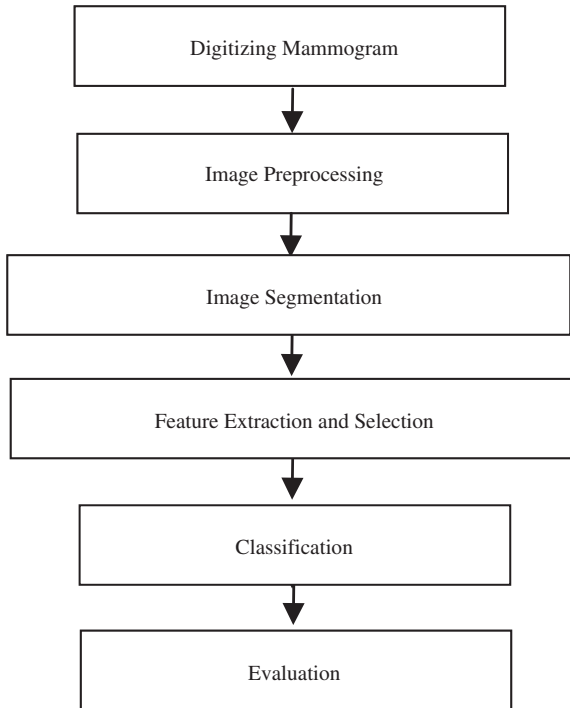 Digitizing Mammogram
Image Preprocessing
Image Segmentation
Feature Extraction and Selection
Classification
Evaluation